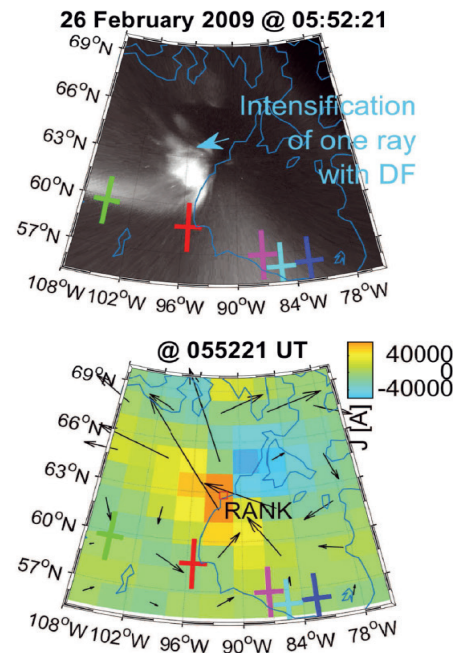 26 February 2009 @ 05:52:21
69°N
66°N
63°N
60°N
57°N
Intensification
of one ray
with DF
108°W
102°W
96°W
90°W
84°W
78°W
@ 055221 UT
69°N
66°N
63°N
60°N
57°N
40000
0
-40000
J [A]
RANK
108°W
102°W
96°W
90°W
84°W
78°W